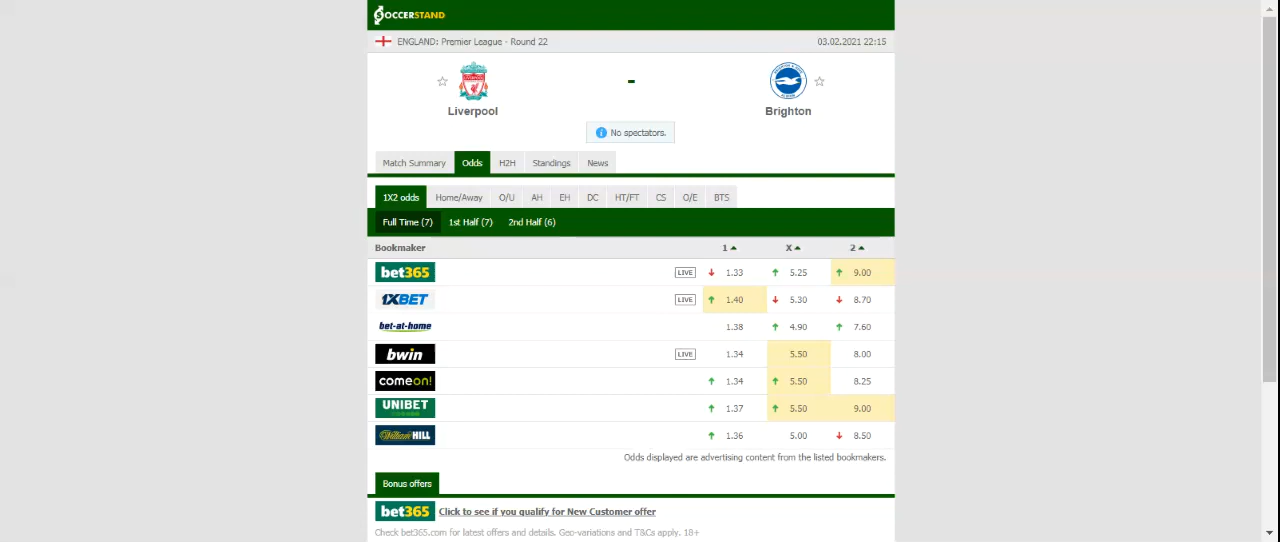 SOCCERSTAND
ENGLAND: Premier League - Round 22 03.02.2021 22:15
-
Liverpool Brighton
No spectators.
Match Summary Odds H2H Standings News
1X2 odds Home/Away O/U AH EH DC HT/FT CS O/E BTS
Full Time (7) 1st Half (7) 2nd Half (6)
Bookmaker 1 X 2
bet365 LIVE 1.33 5.25 9.00
1XBET LIVE 1.40 5.30 8.70
bet-at-home 1.38 4.90 7.60
bwin LIVE 1.34 5.50 8.00
comeon! 1.34 5.50 8.25
UNIBET 1.37 5.50 9.00
William HILL 1.36 5.00 8.50
Odds displayed are advertising content from the listed bookmakers.
Bonus offers
bet365 Click to see if you qualify for New Customer offer
Check bet365.com for latest offers and details. Geo-variations and T&Cs apply. 18+